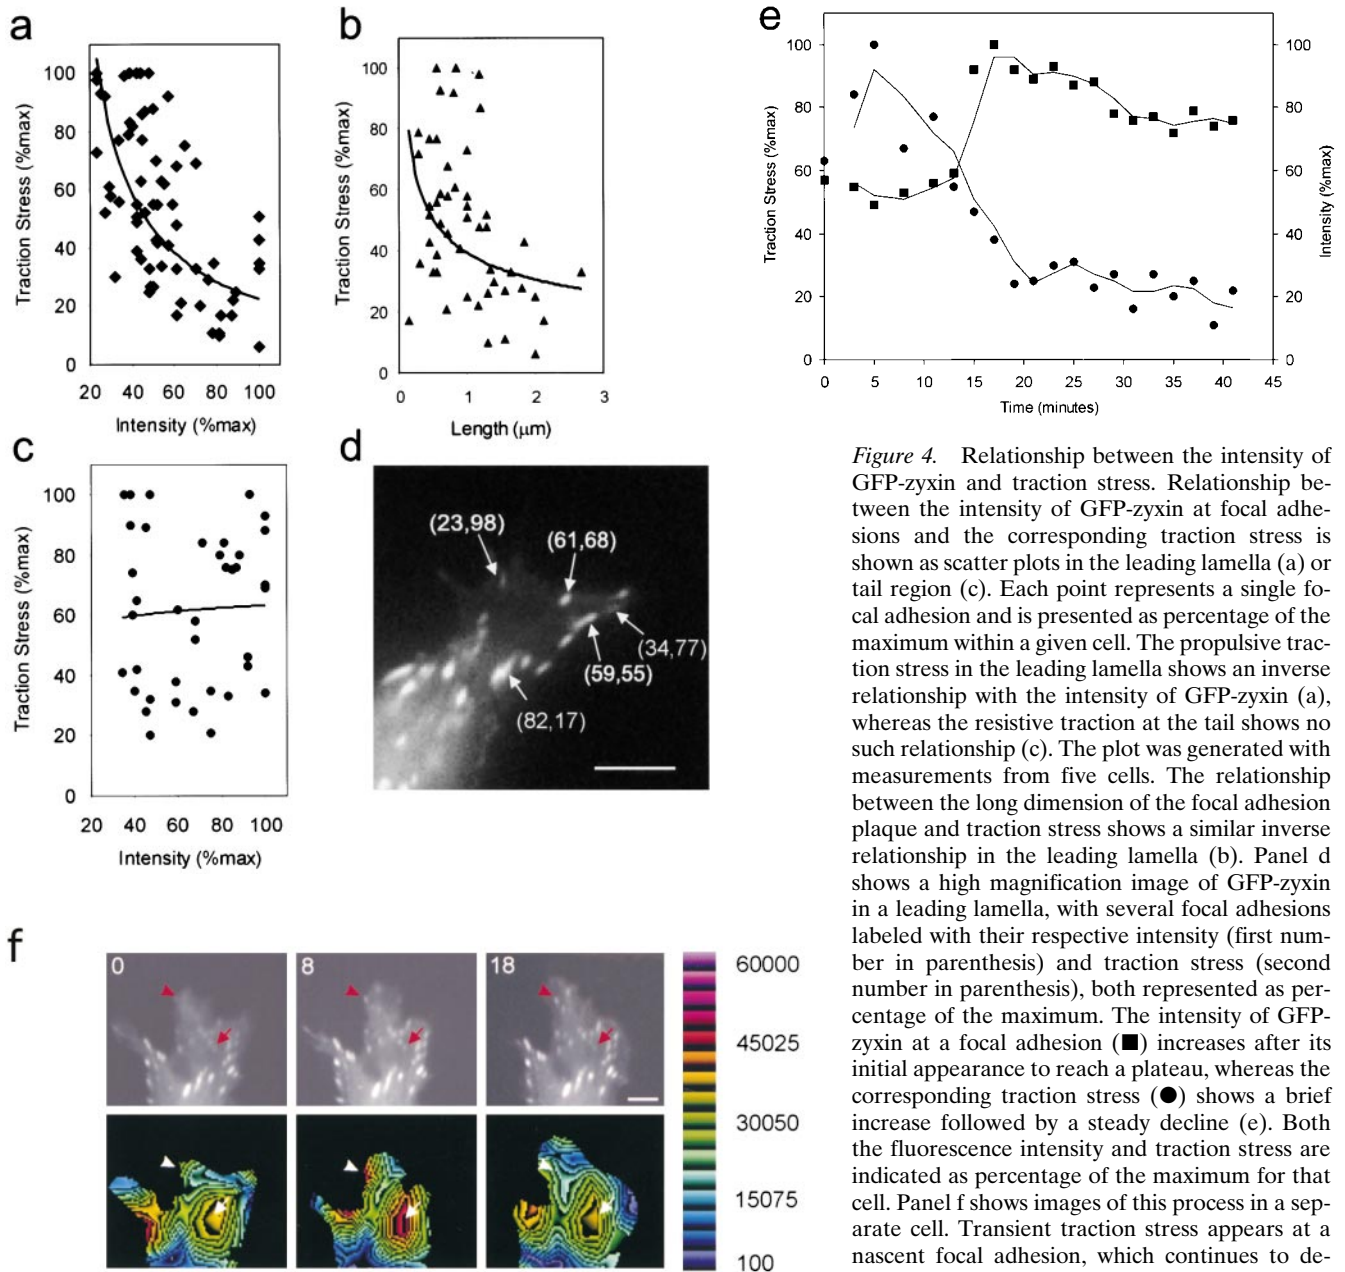 a
Traction Stress (%max)
100
80
60
40
20
0
20 40 60 80 100
Intensity (%max)
b
Traction Stress (%max)
100
80
60
40
20
0
0 1 2 3
Length (μm)
c
Traction Stress (%max)
100
80
60
40
20
0
20 40 60 80 100
Intensity (%max)
d
(23,98)
(61,68)
(34,77)
(59,55)
(82,17)
e
Traction Stress (%max)
100
80
60
40
20
0
0 5 10 15 20 25 30 35 40 45
Time (minutes)
100
80
60
40
20
0
Intensity (%max)
f
0
8
18
60000
45025
30050
15075
100
Figure 4. Relationship between the intensity of
GFP-zyxin and traction stress. Relationship be-
tween the intensity of GFP-zyxin at focal adhe-
sions and the corresponding traction stress is
shown as scatter plots in the leading lamella (a) or
tail region (c). Each point represents a single fo-
cal adhesion and is presented as percentage of the
maximum within a given cell. The propulsive trac-
tion stress in the leading lamella shows an inverse
relationship with the intensity of GFP-zyxin (a),
whereas the resistive traction at the tail shows no
such relationship (c). The plot was generated with
measurements from five cells. The relationship
between the long dimension of the focal adhesion
plaque and traction stress shows a similar inverse
relationship in the leading lamella (b). Panel d
shows a high magnification image of GFP-zyxin
in a leading lamella, with several focal adhesions
labeled with their respective intensity (first num-
ber in parenthesis) and traction stress (second
number in parenthesis), both represented as per-
centage of the maximum. The intensity of GFP-
zyxin at a focal adhesion (■) increases after its
initial appearance to reach a plateau, whereas the
corresponding traction stress (●) shows a brief
increase followed by a steady decline (e). Both
the fluorescence intensity and traction stress are
indicated as percentage of the maximum for that
cell. Panel f shows images of this process in a sep-
arate cell. Transient traction stress appears at a
nascent focal adhesion, which continues to de-